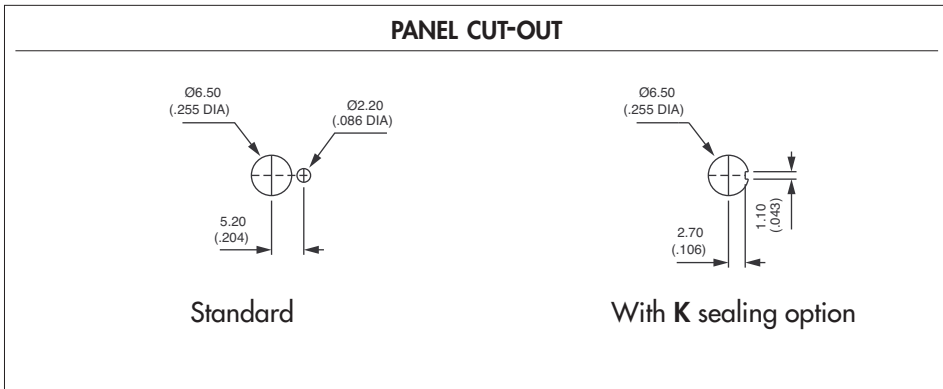 PANEL CUT-OUT
Ø6.50
(.255 DIA)
Ø2.20
(.086 DIA)
5.20
(.204)
Standard
Ø6.50
(.255 DIA)
1.10
(.043)
2.70
(.106)
With K sealing option